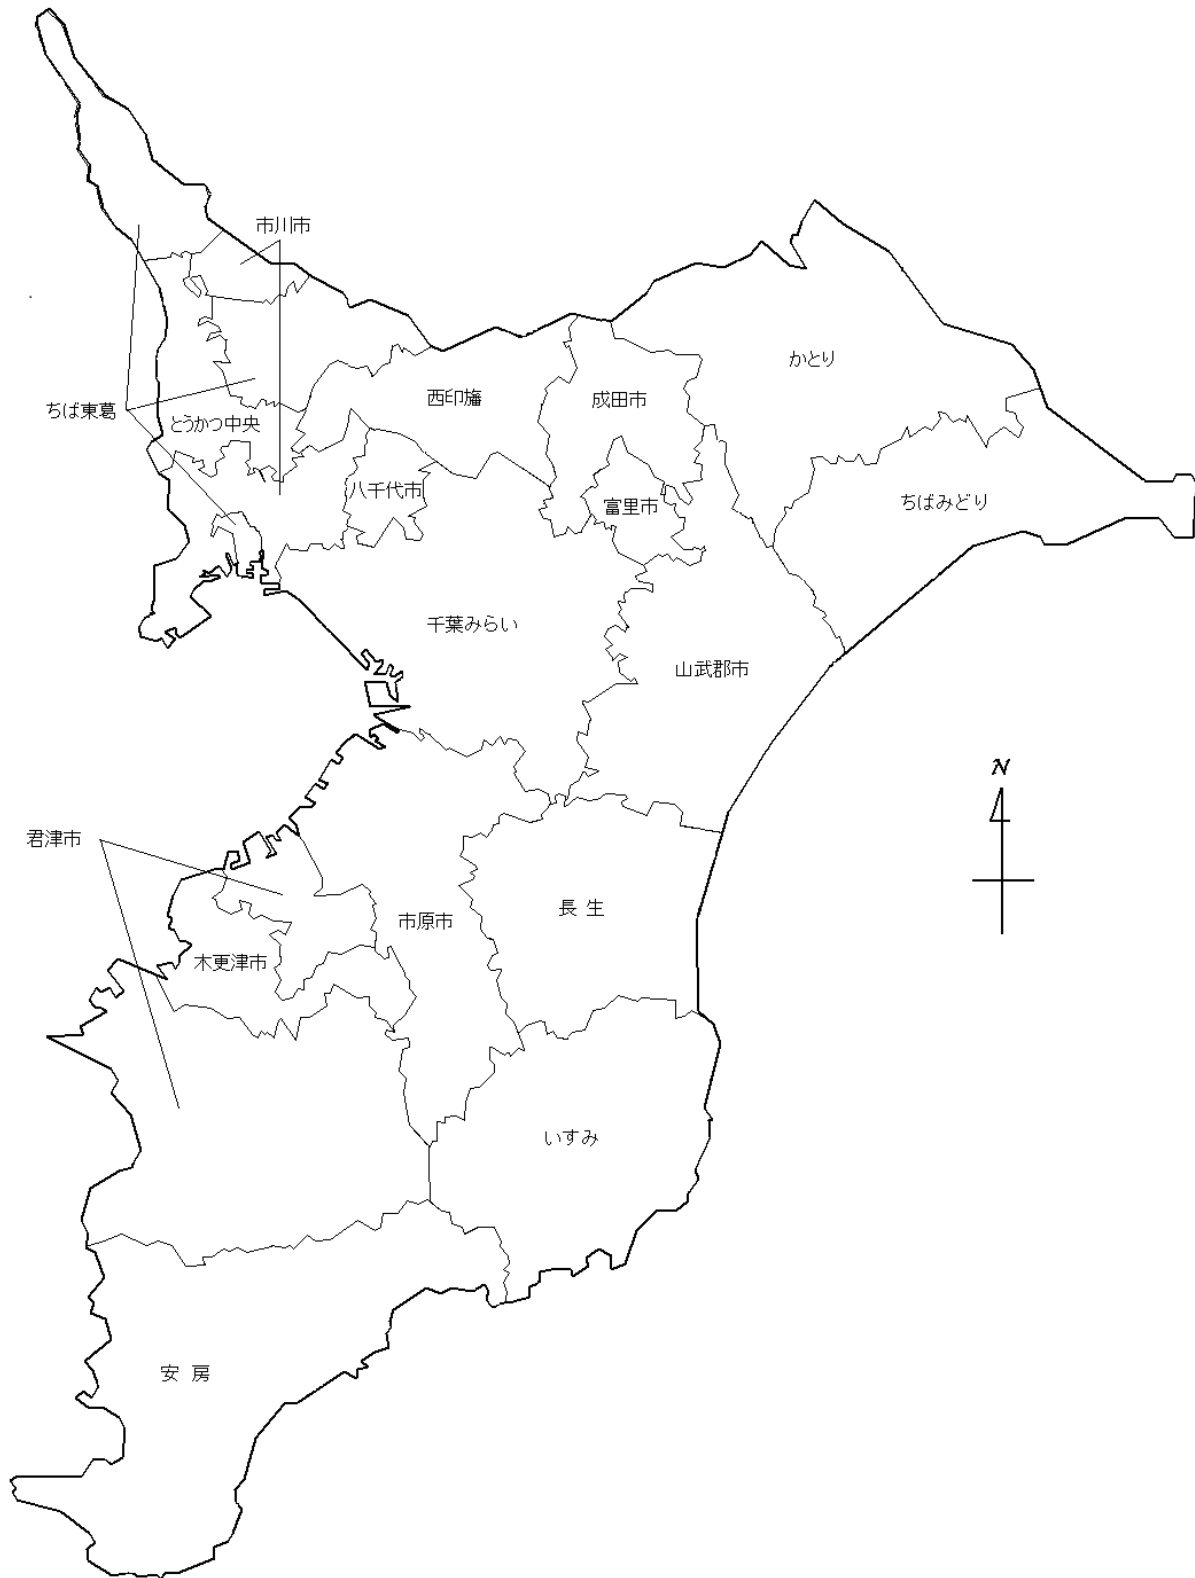 市川市
かとり
西印旛
成田市
ちば東葛
とうかつ中央
八千代市
富里市
ちばみどり
千葉みらい
山武郡市
N
君津市
長 生
市原市
木更津市
いすみ
安 房